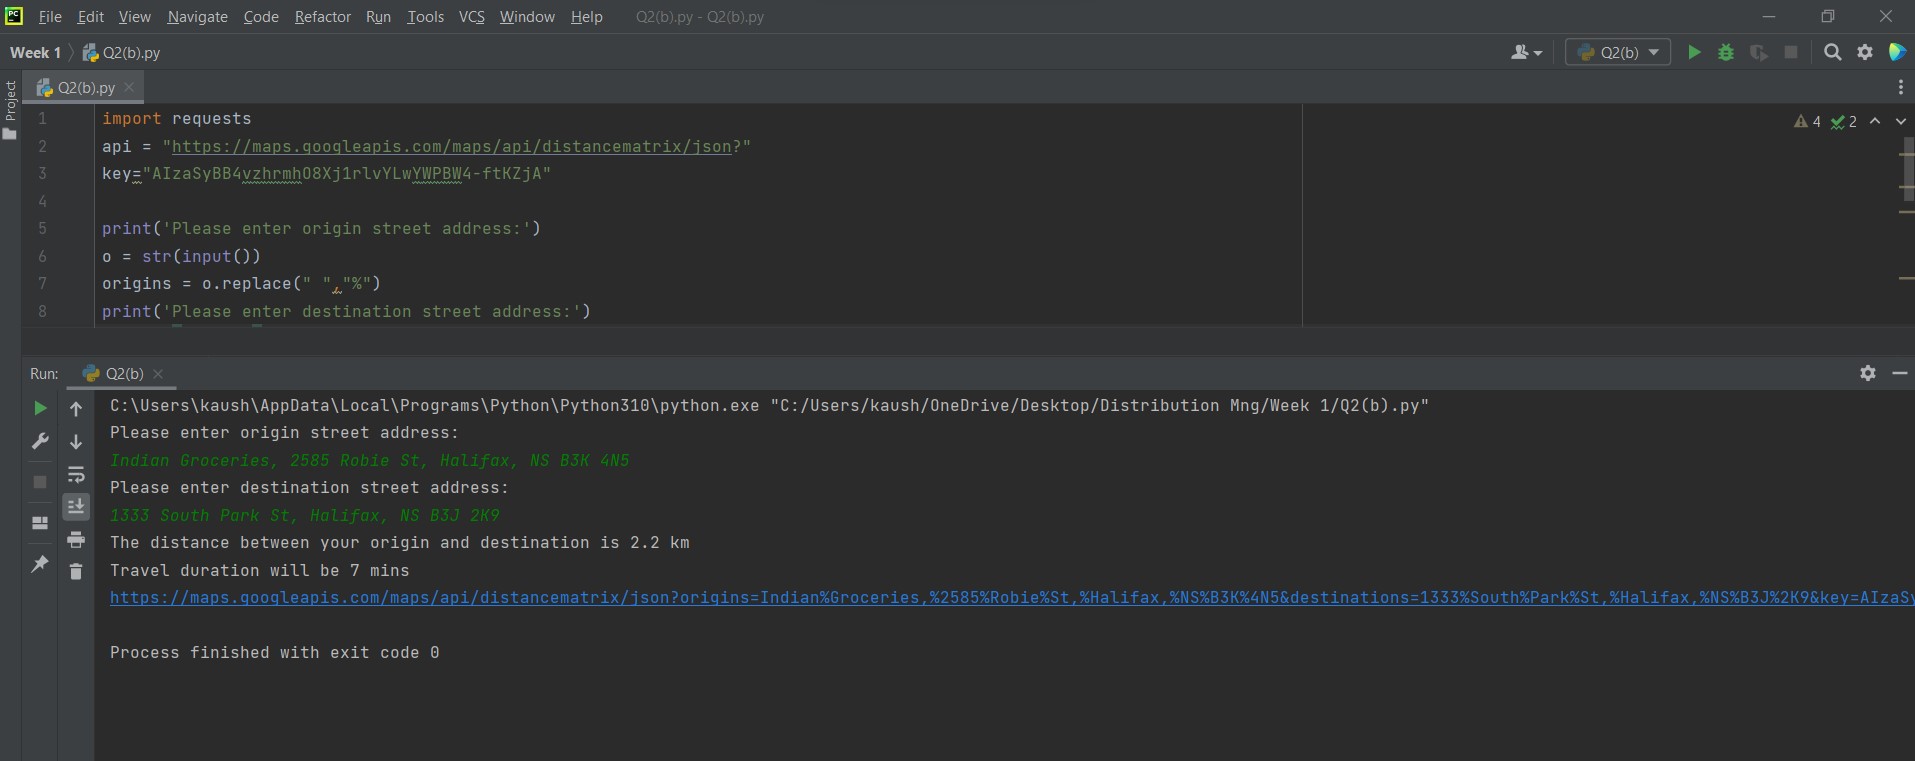 PC File Edit View Navigate Code Refactor Run Tools VCS Window Help Q2(b).py - Q2(b).py
Week 1 Q2(b).py Q2(b)
Project
Q2(b).py
4 2
1 import requests
2 api = "https://maps.googleapis.com/maps/api/distancematrix/json?"
3 key="AIzaSyBB4vzhrmhO8Xj1rlvYLwYWPBW4-ftKZjA"
4
5 print('Please enter origin street address:')
6 o = str(input())
7 origins = o.replace(" ","%")
8 print('Please enter destination street address:')
Run: Q2(b)
C:\Users\kaush\AppData\Local\Programs\Python\Python310\python.exe "C:/Users/kaush/OneDrive/Desktop/Distribution Mng/Week 1/Q2(b).py"
Please enter origin street address:
Indian Groceries, 2585 Robie St, Halifax, NS B3K 4N5
Please enter destination street address:
1333 South Park St, Halifax, NS B3J 2K9
The distance between your origin and destination is 2.2 km
Travel duration will be 7 mins
https://maps.googleapis.com/maps/api/distancematrix/json?origins=Indian%Groceries,%2585%Robie%St,%Halifax,%NS%B3K%4N5&destinations=1333%South%Park%St,%Halifax,%NS%B3J%2K9&key=AIzaSy
Process finished with exit code 0